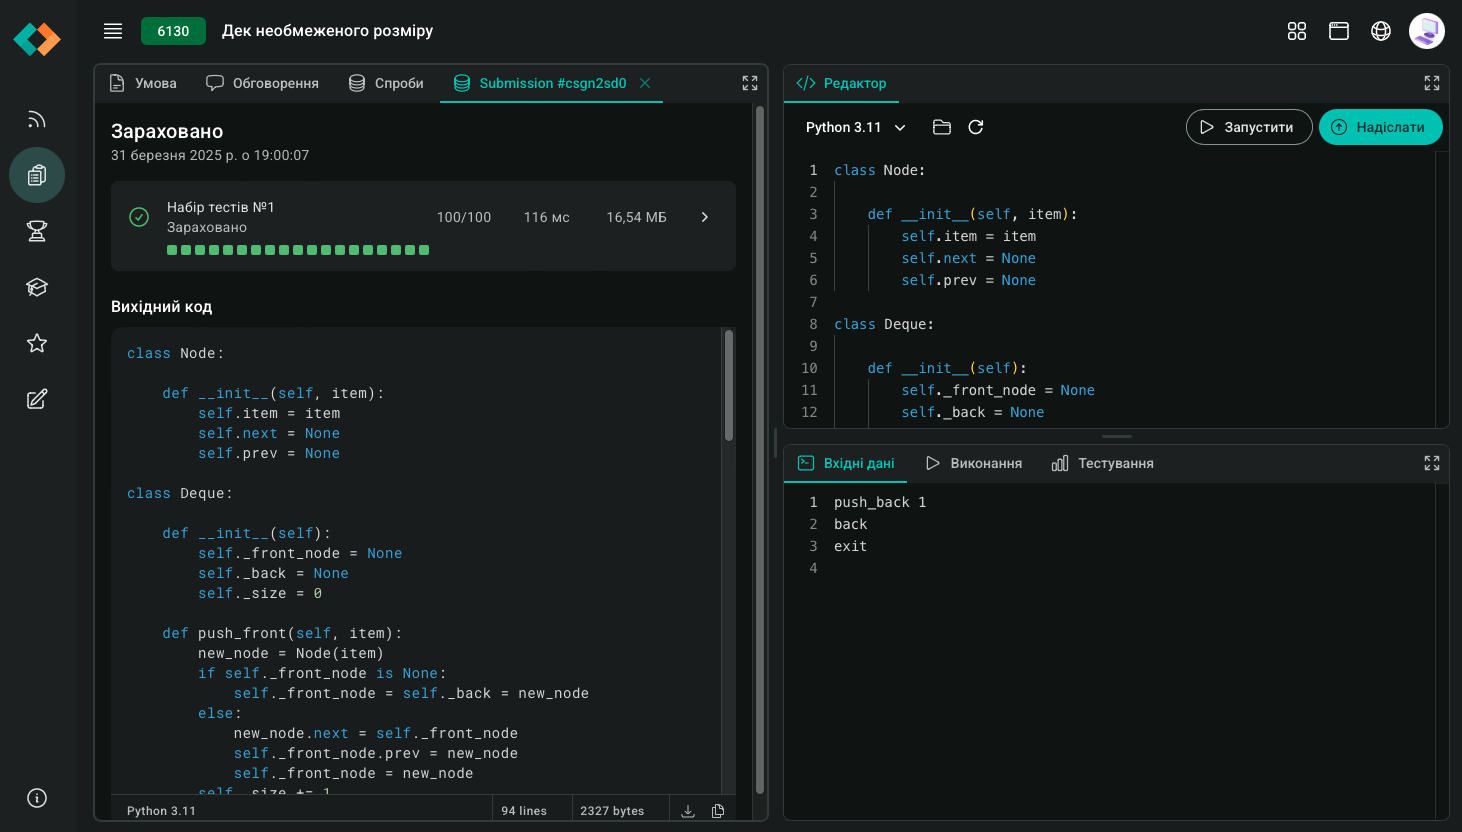 6130
Дек необмеженого розміру
Умова
Обговорення
Спроби
Submission #csgn2sd0
Зараховано
31 березня 2025 р. о 19:00:07
Набір тестів №1
Зараховано
100/100
116 мс
16,54 МБ
Вихідний код
class Node:
    def __init__(self, item):
        self.item = item
        self.next = None
        self.prev = None
class Deque:
    def __init__(self):
        self._front_node = None
        self._back = None
        self._size = 0
    def push_front(self, item):
        new_node = Node(item)
        if self._front_node is None:
            self._front_node = self._back = new_node
        else:
            new_node.next = self._front_node
            self._front_node.prev = new_node
            self._front_node = new_node
        self._size += 1
Python 3.11
94 lines
2327 bytes
Редактор
Python 3.11
Запустити
Надіслати
1 class Node:
2
3     def __init__(self, item):
4         self.item = item
5         self.next = None
6         self.prev = None
7
8 class Deque:
9
10     def __init__(self):
11         self._front_node = None
12         self._back = None
Вхідні дані
Виконання
Тестування
1 push_back 1
2 back
3 exit
4